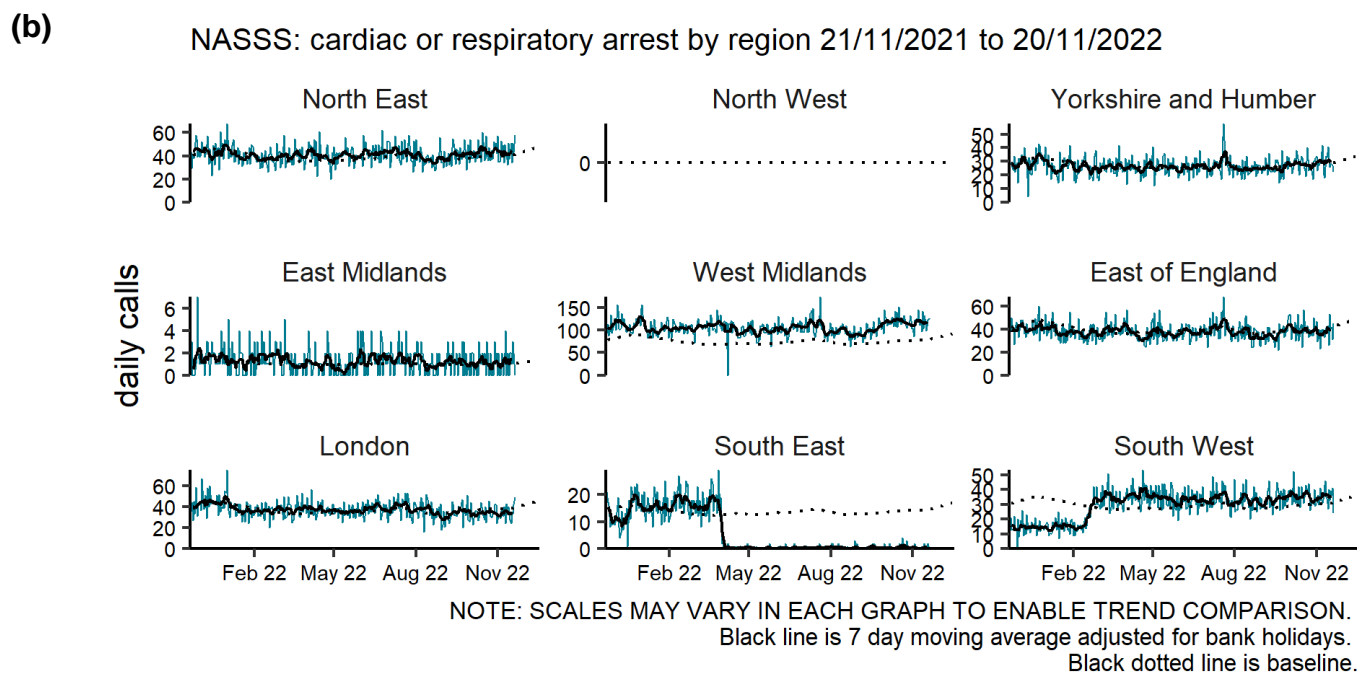 (b)
NASSS: cardiac or respiratory arrest by region 21/11/2021 to 20/11/2022
daily calls
North East
60
40
20
0
North West
0
Yorkshire and Humber
50
40
30
20
10
0
East Midlands
6
4
2
0
West Midlands
150
100
50
0
East of England
60
40
20
0
London
60
40
20
0
Feb 22 May 22 Aug 22 Nov 22
South East
20
10
0
Feb 22 May 22 Aug 22 Nov 22
South West
50
40
30
20
10
0
Feb 22 May 22 Aug 22 Nov 22
NOTE: SCALES MAY VARY IN EACH GRAPH TO ENABLE TREND COMPARISON.
Black line is 7 day moving average adjusted for bank holidays.
Black dotted line is baseline.